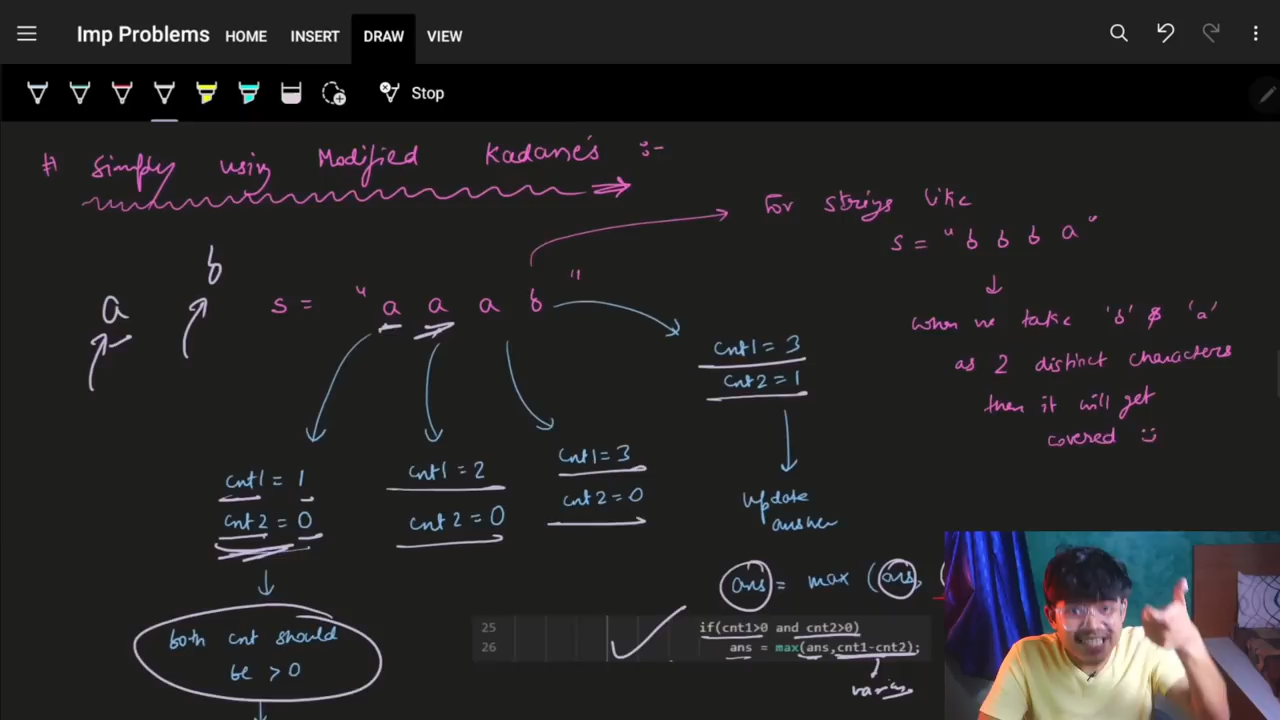 Imp Problems HOME INSERT DRAW VIEW
Stop
# Simply using Modified Kadane's :-
For strings like
s = "b b b a"
when we take 'b' & 'a'
as 2 distinct characters
then it will get
covered
a b s = "a a a b"
cnt1 = 3
cnt2 = 1
update
answer
cnt1 = 1
cnt2 = 0
cnt1 = 2
cnt2 = 0
cnt1 = 3
cnt2 = 0
both cnt should
be > 0
ans = max (ans,
25 if(cnt1>0 and cnt2>0)
26 ans = max(ans,cnt1-cnt2);